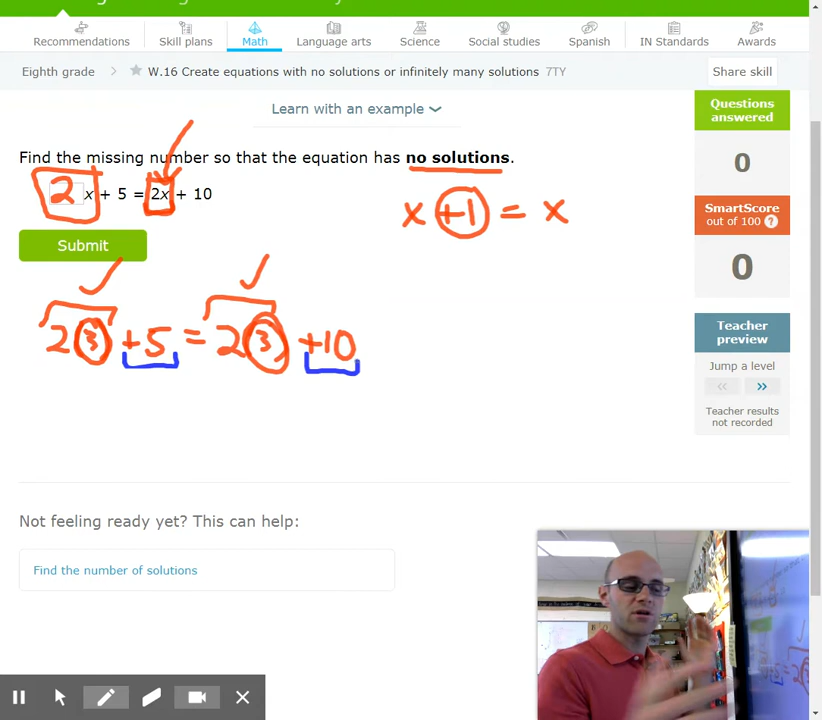 Recommendations Skill plans Math Language arts Science Social studies Spanish IN Standards Awards
Eighth grade > W.16 Create equations with no solutions or infinitely many solutions 7TY Share skill
Learn with an example
Questions answered
0
Find the missing number so that the equation has no solutions.
2 x + 5 = 2x + 10
x +1 = x
Submit
SmartScore
out of 100 ?
0
2 3 +5 = 2 3 +10
Teacher preview
Jump a level
<< >>
Teacher results not recorded
Not feeling ready yet? This can help:
Find the number of solutions